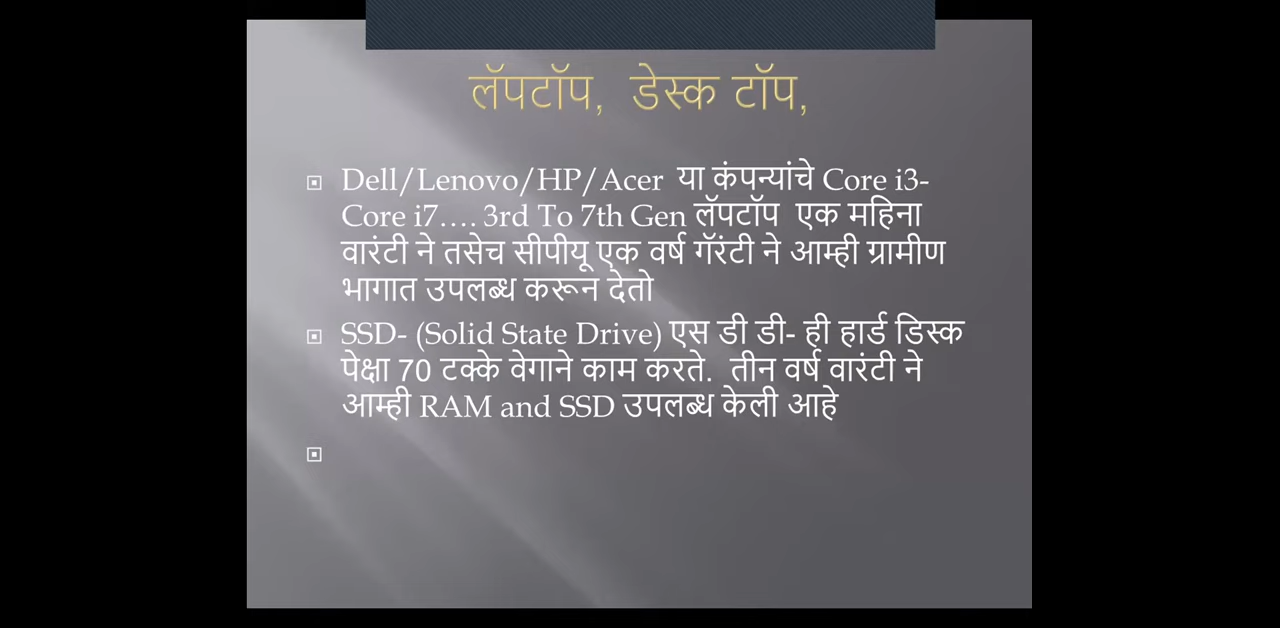 लॅपटॉप,  डेस्क टॉप,
Dell/Lenovo/HP/Acer  या कंपन्यांचे Core i3-
Core i7.... 3rd To 7th Gen लॅपटॉप  एक महिना
वारंटी ने तसेच सीपीयू एक वर्ष गॅरंटी ने आम्ही ग्रामीण
भागात उपलब्ध करून देतो
SSD- (Solid State Drive) एस डी डी- ही हार्ड डिस्क
पेक्षा 70 टक्के वेगाने काम करते.  तीन वर्ष वारंटी ने
आम्ही RAM and SSD उपलब्ध केली आहे